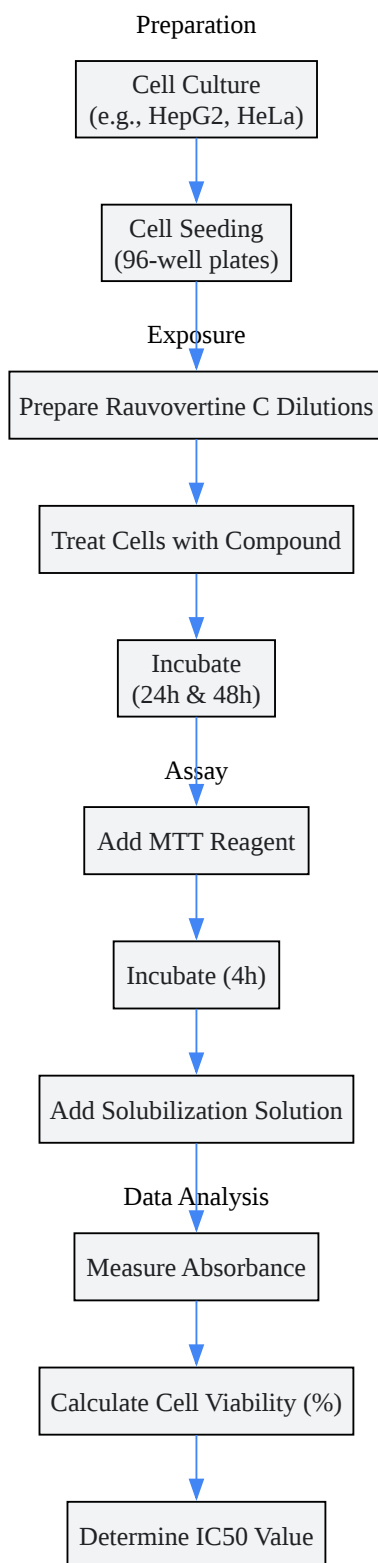 Preparation
Cell Culture
(e.g., HepG2, HeLa)
Cell Seeding
(96-well plates)
Exposure
Prepare Rauvovertine C Dilutions
Treat Cells with Compound
Incubate
(24h & 48h)
Assay
Add MTT Reagent
Incubate (4h)
Add Solubilization Solution
Data Analysis
Measure Absorbance
Calculate Cell Viability (%)
Determine IC50 Value